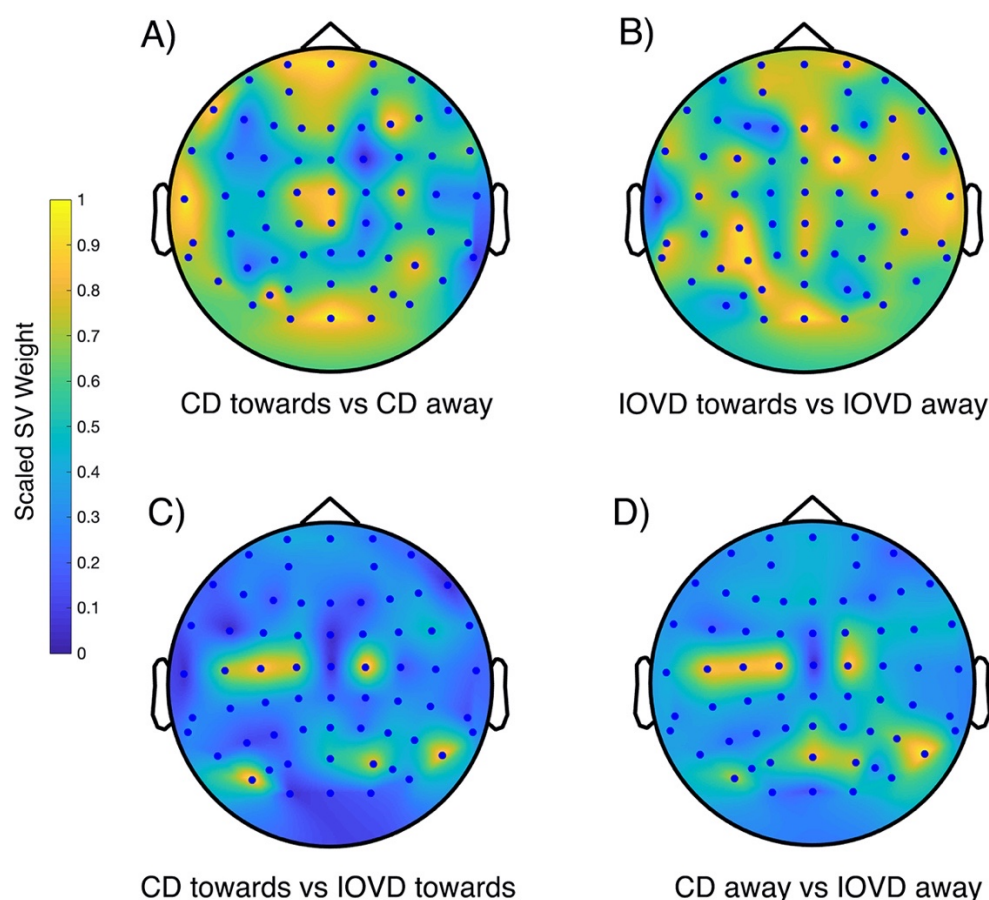 A)
B)
CD towards vs CD away
IOVD towards vs IOVD away
Scaled SV Weight
1
0.9
0.8
0.7
0.6
0.5
0.4
0.3
0.2
0.1
0
C)
D)
CD towards vs IOVD towards
CD away vs IOVD away